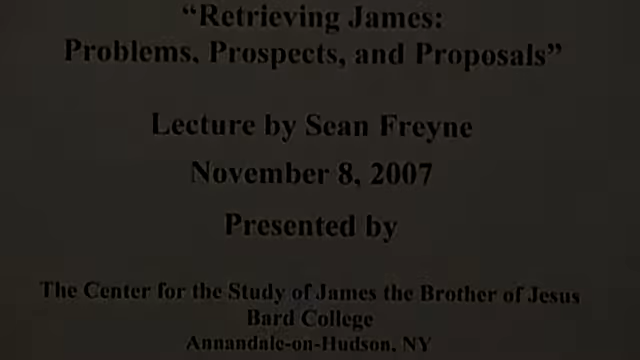 “Retrieving James:
Problems, Prospects, and Proposals”
Lecture by Sean Freyne
November 8, 2007
Presented by
The Center for the Study of James the Brother of Jesus
Bard College
Annandale-on-Hudson, NY